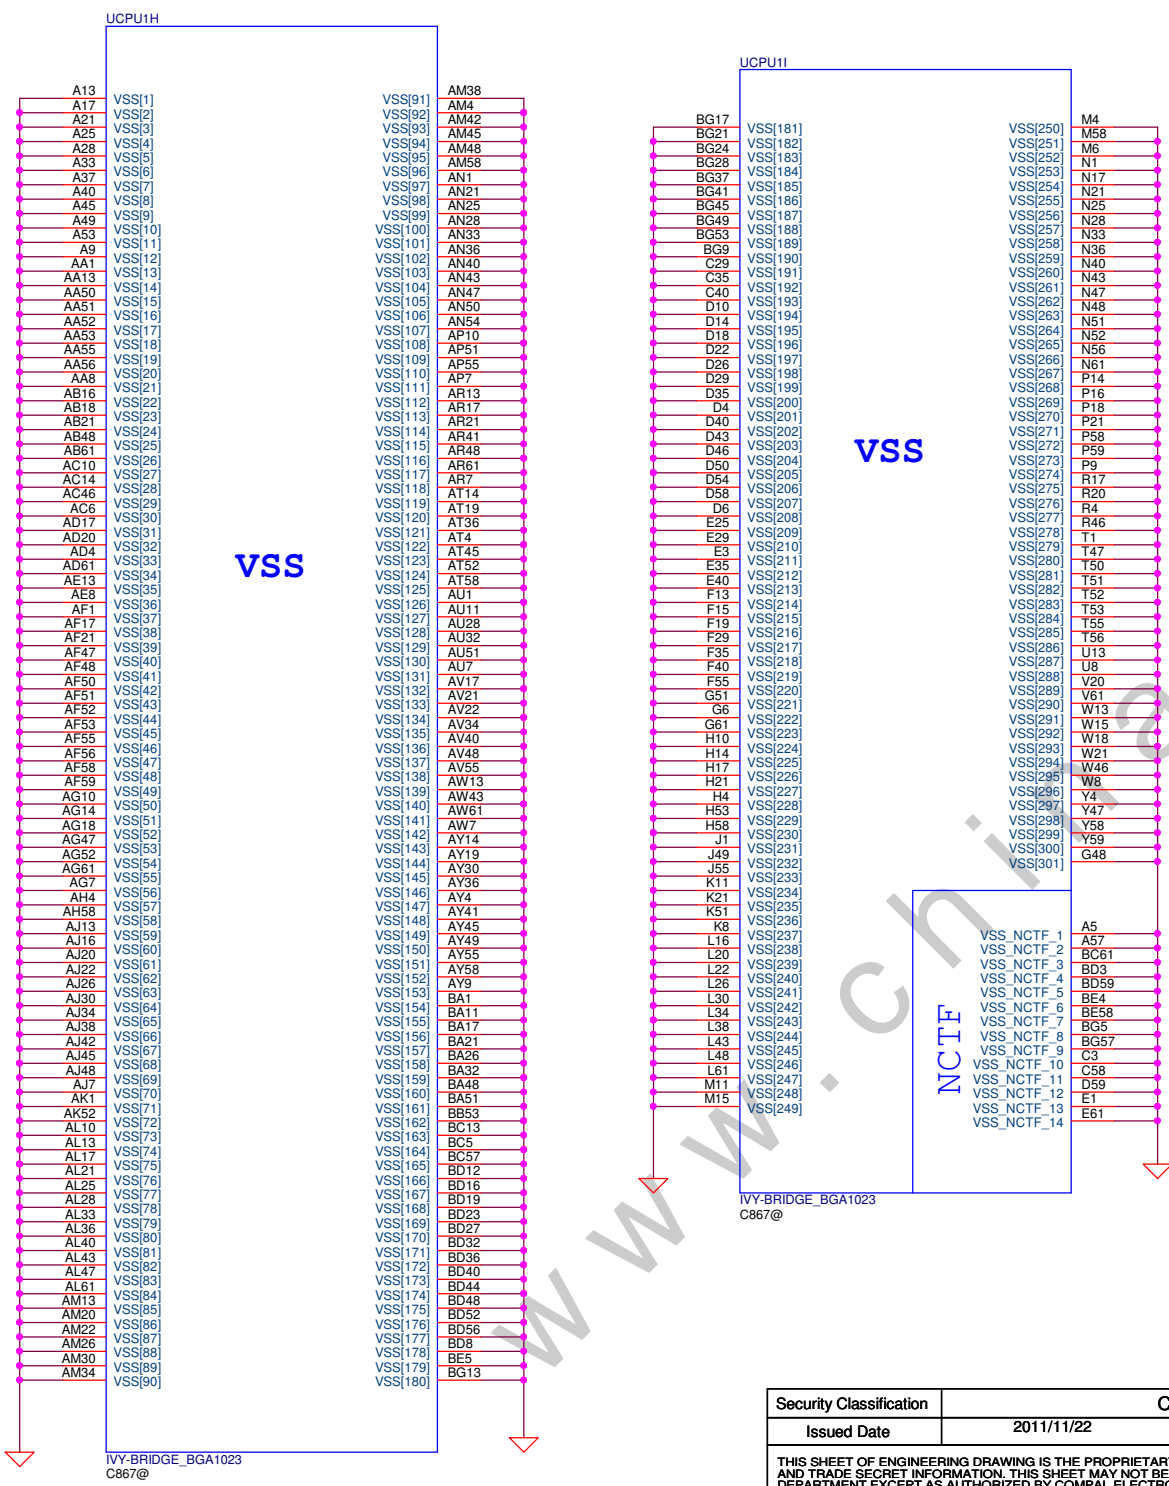 UCPU1H
A13 VSS[1] VSS[91] AM38
A17 VSS[2] VSS[92] AM4
A21 VSS[3] VSS[93] AM42
A25 VSS[4] VSS[94] AM45
A28 VSS[5] VSS[95] AM48
A33 VSS[6] VSS[96] AM58
A37 VSS[7] VSS[97] AN1
A40 VSS[8] VSS[98] AN21
A45 VSS[9] VSS[99] AN25
A49 VSS[10] VSS[100] AN28
A53 VSS[11] VSS[101] AN33
A9 VSS[12] VSS[102] AN36
AA1 VSS[13] VSS[103] AN40
AA13 VSS[14] VSS[104] AN43
AA50 VSS[15] VSS[105] AN47
AA51 VSS[16] VSS[106] AN50
AA52 VSS[17] VSS[107] AN54
AA53 VSS[18] VSS[108] AP10
AA55 VSS[19] VSS[109] AP51
AA56 VSS[20] VSS[110] AP55
AA8 VSS[21] VSS[111] AP7
AB16 VSS[22] VSS[112] AR13
AB18 VSS[23] VSS[113] AR17
AB21 VSS[24] VSS[114] AR21
AB48 VSS[25] VSS[115] AR41
AB61 VSS[26] VSS[116] AR48
AC10 VSS[27] VSS[117] AR61
AC14 VSS[28] VSS[118] AR7
AC46 VSS[29] VSS[119] AT14
AC6 VSS[30] VSS[120] AT19
AD17 VSS[31] VSS[121] AT36
AD20 VSS[32] VSS[122] AT4
AD4 VSS[33] VSS[123] AT45
AD61 VSS[34] VSS[124] AT52
AE13 VSS[35] VSS[125] AT58
AE8 VSS[36] VSS[126] AU1
AF1 VSS[37] VSS[127] AU11
AF17 VSS[38] VSS[128] AU28
AF21 VSS[39] VSS[129] AU32
AF47 VSS[40] VSS[130] AU51
AF48 VSS[41] VSS[131] AU7
AF50 VSS[42] VSS[132] AV17
AF51 VSS[43] VSS[133] AV21
AF52 VSS[44] VSS[134] AV22
AF53 VSS[45] VSS[135] AV34
AF55 VSS[46] VSS[136] AV40
AF56 VSS[47] VSS[137] AV48
AF58 VSS[48] VSS[138] AV55
AF59 VSS[49] VSS[139] AW13
AG10 VSS[50] VSS[140] AW43
AG14 VSS[51] VSS[141] AW61
AG18 VSS[52] VSS[142] AW7
AG47 VSS[53] VSS[143] AY14
AG52 VSS[54] VSS[144] AY19
AG61 VSS[55] VSS[145] AY30
AG7 VSS[56] VSS[146] AY36
AH4 VSS[57] VSS[147] AY4
AH58 VSS[58] VSS[148] AY41
AJ13 VSS[59] VSS[149] AY45
AJ16 VSS[60] VSS[150] AY49
AJ20 VSS[61] VSS[151] AY55
AJ22 VSS[62] VSS[152] AY58
AJ26 VSS[63] VSS[153] AY9
AJ30 VSS[64] VSS[154] BA1
AJ34 VSS[65] VSS[155] BA11
AJ38 VSS[66] VSS[156] BA17
AJ42 VSS[67] VSS[157] BA21
AJ45 VSS[68] VSS[158] BA26
AJ48 VSS[69] VSS[159] BA32
AJ7 VSS[70] VSS[160] BA48
AK1 VSS[71] VSS[161] BA51
AK52 VSS[72] VSS[162] BB53
AL10 VSS[73] VSS[163] BC13
AL13 VSS[74] VSS[164] BC5
AL17 VSS[75] VSS[165] BC57
AL21 VSS[76] VSS[166] BD12
AL25 VSS[77] VSS[167] BD16
AL28 VSS[78] VSS[168] BD19
AL33 VSS[79] VSS[169] BD23
AL36 VSS[80] VSS[170] BD27
AL40 VSS[81] VSS[171] BD32
AL43 VSS[82] VSS[172] BD36
AL47 VSS[83] VSS[173] BD40
AL61 VSS[84] VSS[174] BD44
AM13 VSS[85] VSS[175] BD48
AM20 VSS[86] VSS[176] BD52
AM22 VSS[87] VSS[177] BD56
AM26 VSS[88] VSS[178] BD8
AM30 VSS[89] VSS[179] BE5
AM34 VSS[90] VSS[180] BG13
VSS
IVY-BRIDGE_BGA1023
C867@
UCPU1I
BG17 VSS[181] VSS[250] M4
BG21 VSS[182] VSS[251] M58
BG24 VSS[183] VSS[252] M6
BG28 VSS[184] VSS[253] N1
BG37 VSS[185] VSS[254] N17
BG41 VSS[186] VSS[255] N21
BG45 VSS[187] VSS[256] N25
BG49 VSS[188] VSS[257] N28
BG53 VSS[189] VSS[258] N33
BG9 VSS[190] VSS[259] N36
C29 VSS[191] VSS[260] N40
C35 VSS[192] VSS[261] N43
C40 VSS[193] VSS[262] N47
D10 VSS[194] VSS[263] N48
D14 VSS[195] VSS[264] N51
D18 VSS[196] VSS[265] N52
D22 VSS[197] VSS[266] N56
D26 VSS[198] VSS[267] N61
D29 VSS[199] VSS[268] P14
D35 VSS[200] VSS[269] P16
D4 VSS[201] VSS[270] P18
D40 VSS[202] VSS[271] P21
D43 VSS[203] VSS[272] P58
D46 VSS[204] VSS[273] P59
D50 VSS[205] VSS[274] P9
D54 VSS[206] VSS[275] R17
D58 VSS[207] VSS[276] R20
D6 VSS[208] VSS[277] R4
E25 VSS[209] VSS[278] R46
E29 VSS[210] VSS[279] T1
E3 VSS[211] VSS[280] T47
E35 VSS[212] VSS[281] T50
E40 VSS[213] VSS[282] T51
F13 VSS[214] VSS[283] T52
F15 VSS[215] VSS[284] T53
F19 VSS[216] VSS[285] T55
F29 VSS[217] VSS[286] T56
F35 VSS[218] VSS[287] U13
F40 VSS[219] VSS[288] U8
F55 VSS[220] VSS[289] V20
G51 VSS[221] VSS[290] V61
G6 VSS[222] VSS[291] W13
G61 VSS[223] VSS[292] W15
H10 VSS[224] VSS[293] W18
H14 VSS[225] VSS[294] W21
H17 VSS[226] VSS[295] W46
H21 VSS[227] VSS[296] W8
H4 VSS[228] VSS[297] Y4
H53 VSS[229] VSS[298] Y47
H58 VSS[230] VSS[299] Y58
J1 VSS[231] VSS[300] Y59
J49 VSS[232] VSS[301] G48
J55 VSS[233]
K11 VSS[234]
K21 VSS[235]
K51 VSS[236]
K8 VSS[237] VSS_NCTF_1 A5
L16 VSS[238] VSS_NCTF_2 A57
L20 VSS[239] VSS_NCTF_3 BC61
L22 VSS[240] VSS_NCTF_4 BD3
L26 VSS[241] VSS_NCTF_5 BD59
L30 VSS[242] VSS_NCTF_6 BE4
L34 VSS[243] VSS_NCTF_7 BE58
L38 VSS[244] VSS_NCTF_8 BG5
L43 VSS[245] VSS_NCTF_9 BG57
L48 VSS[246] VSS_NCTF_10 C3
L61 VSS[247] VSS_NCTF_11 C58
M11 VSS[248] VSS_NCTF_12 D59
M15 VSS[249] VSS_NCTF_13 E1
VSS_NCTF_14 E61
VSS
NCTF
IVY-BRIDGE_BGA1023
C867@
www.china
Security Classification C
Issued Date 2011/11/22
THIS SHEET OF ENGINEERING DRAWING IS THE PROPRIETAR
AND TRADE SECRET INFORMATION. THIS SHEET MAY NOT BE
DEPARTMENT EXCEPT AS AUTHORIZED BY COMPAL ELECTRO